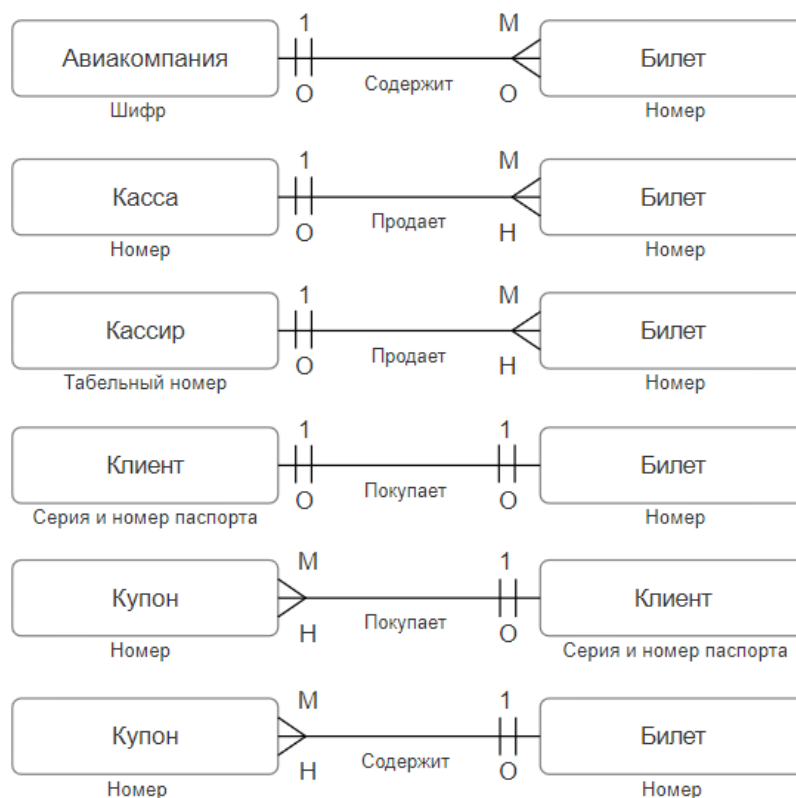 1 М
Авиакомпания Билет
Содержит
О О
Шифр Номер
1 М
Касса Билет
Продает
О Н
Номер Номер
1 М
Кассир Билет
Продает
О Н
Табельный номер Номер
1 1
Клиент Билет
Покупает
О О
Серия и номер паспорта Номер
М 1
Купон Клиент
Покупает
Н О
Номер Серия и номер паспорта
М 1
Купон Билет
Содержит
Н О
Номер Номер